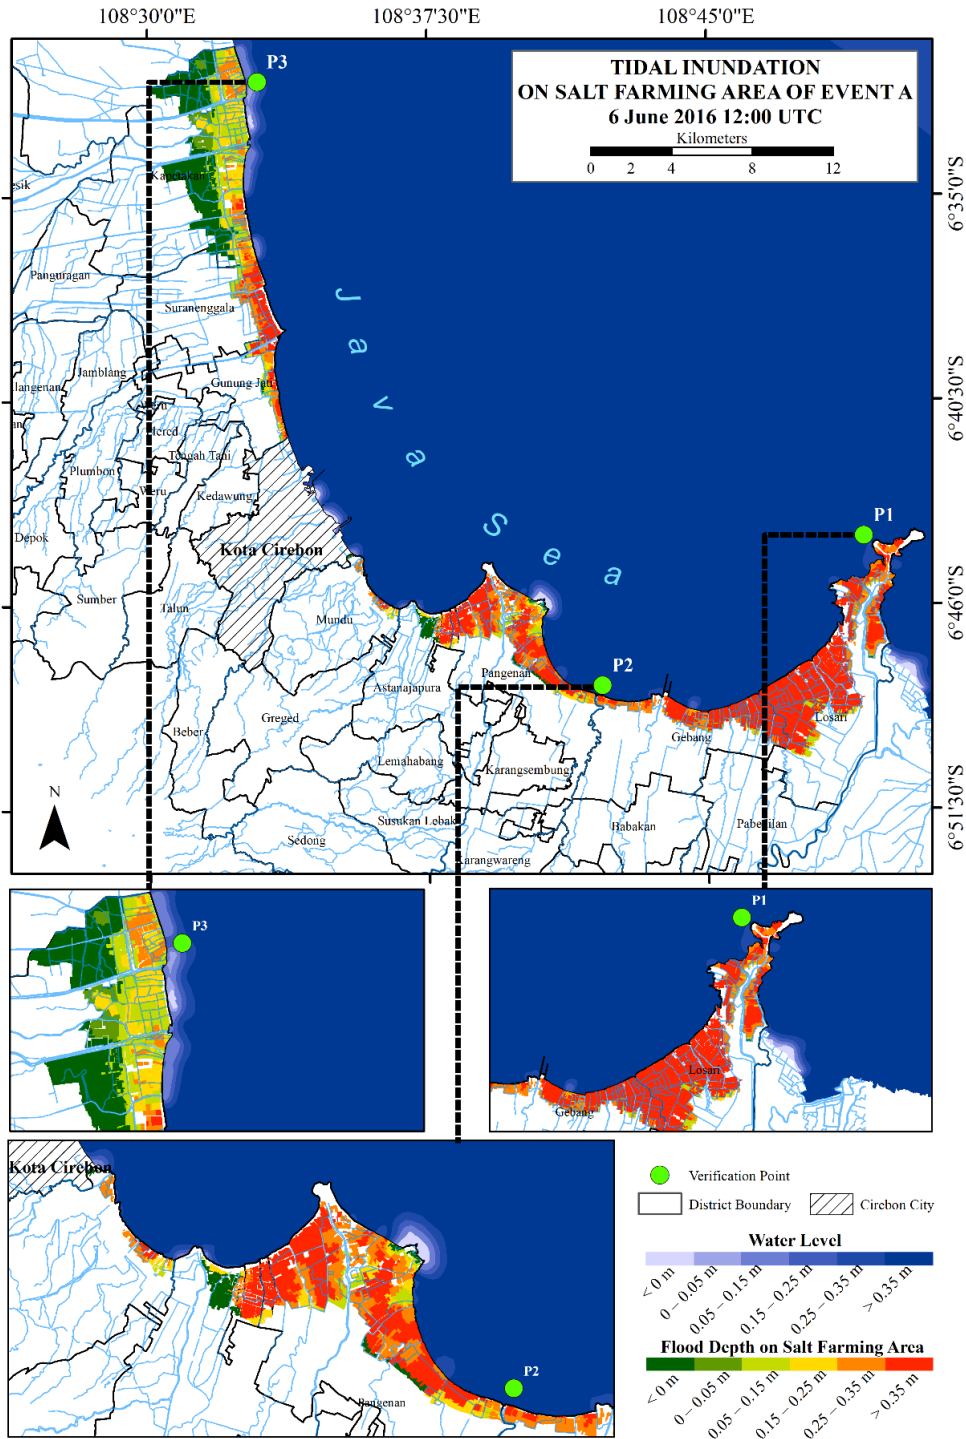 108°30'0"E
108°37'30"E
108°45'0"E
TIDAL INUNDATION
ON SALT FARMING AREA OF EVENT A
6 June 2016 12:00 UTC
Kilometers
0 2 4 8 12
P3
Kapetakan
esik
6°35'0"S
Panguragan
Suranenggala
Java Sea
Jamblang
langenan
Gunung Jati
6°40'30"S
Weru
Tengah Tani
Plumbon
Weru
Kedawung
P1
Depok
Kota Cirebon
Sumber
Talun
Mundu
6°46'0"S
P2
Pangenan
Astanajapura
Greged
Beber
Losari
Gebang
Lemahabang
Karangsembung
N
Susukan Lebak
Babakan
Pabedilan
Sedong
Karangwareng
6°51'30"S
P3
P1
Losari
Gebang
Kota Cirebon
P2
Pangenan
Verification Point
District Boundary
Cirebon City
Water Level
< 0 m
0 – 0.05 m
0.05 – 0.15 m
0.15 – 0.25 m
0.25 – 0.35 m
> 0.35 m
Flood Depth on Salt Farming Area
< 0 m
0 – 0.05 m
0.05 – 0.15 m
0.15 – 0.25 m
0.25 – 0.35 m
> 0.35 m